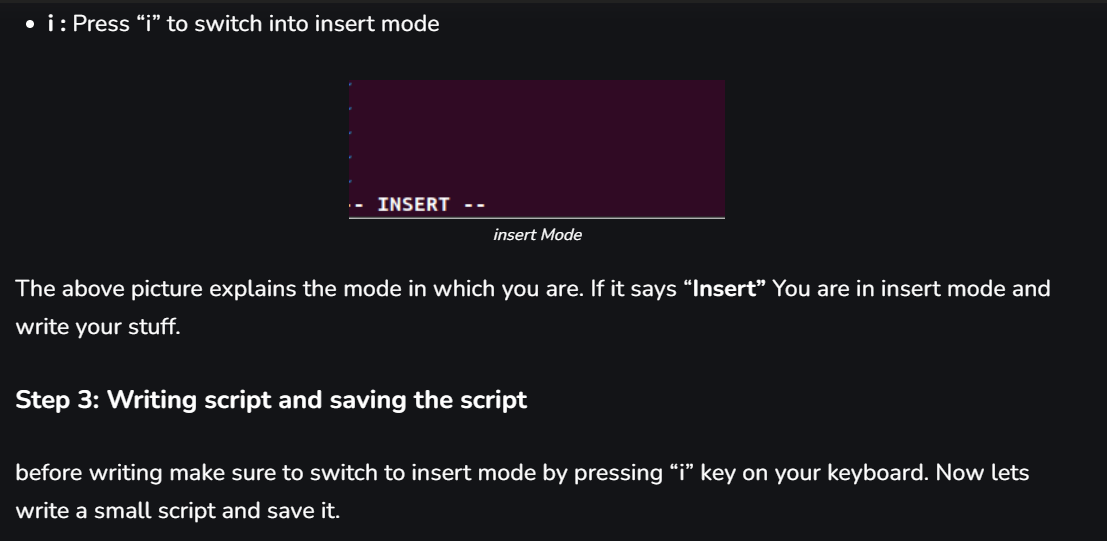 • i : Press “i” to switch into insert mode
-- INSERT --
insert Mode
The above picture explains the mode in which you are. If it says “Insert” You are in insert mode and
write your stuff.
Step 3: Writing script and saving the script
before writing make sure to switch to insert mode by pressing “i” key on your keyboard. Now lets
write a small script and save it.